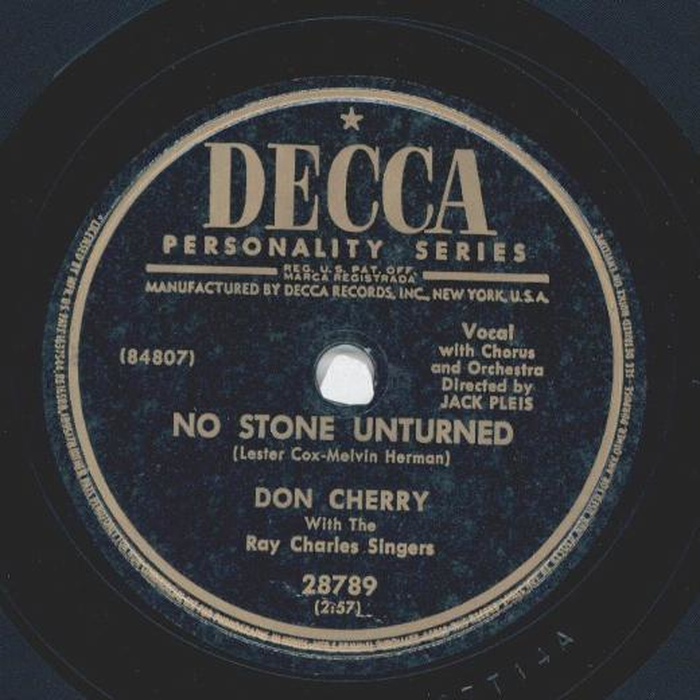 DECCA
PERSONALITY SERIES
REG. U.S. PAT. OFF.
MARCA REGISTRADA
MANUFACTURED BY DECCA RECORDS, INC., NEW YORK, U.S.A.
(84807)
Vocal
with Chorus
and Orchestra
Directed by
JACK PLEIS
NO STONE UNTURNED
(Lester Cox-Melvin Herman)
DON CHERRY
With The
Ray Charles Singers
28789
(2:57)